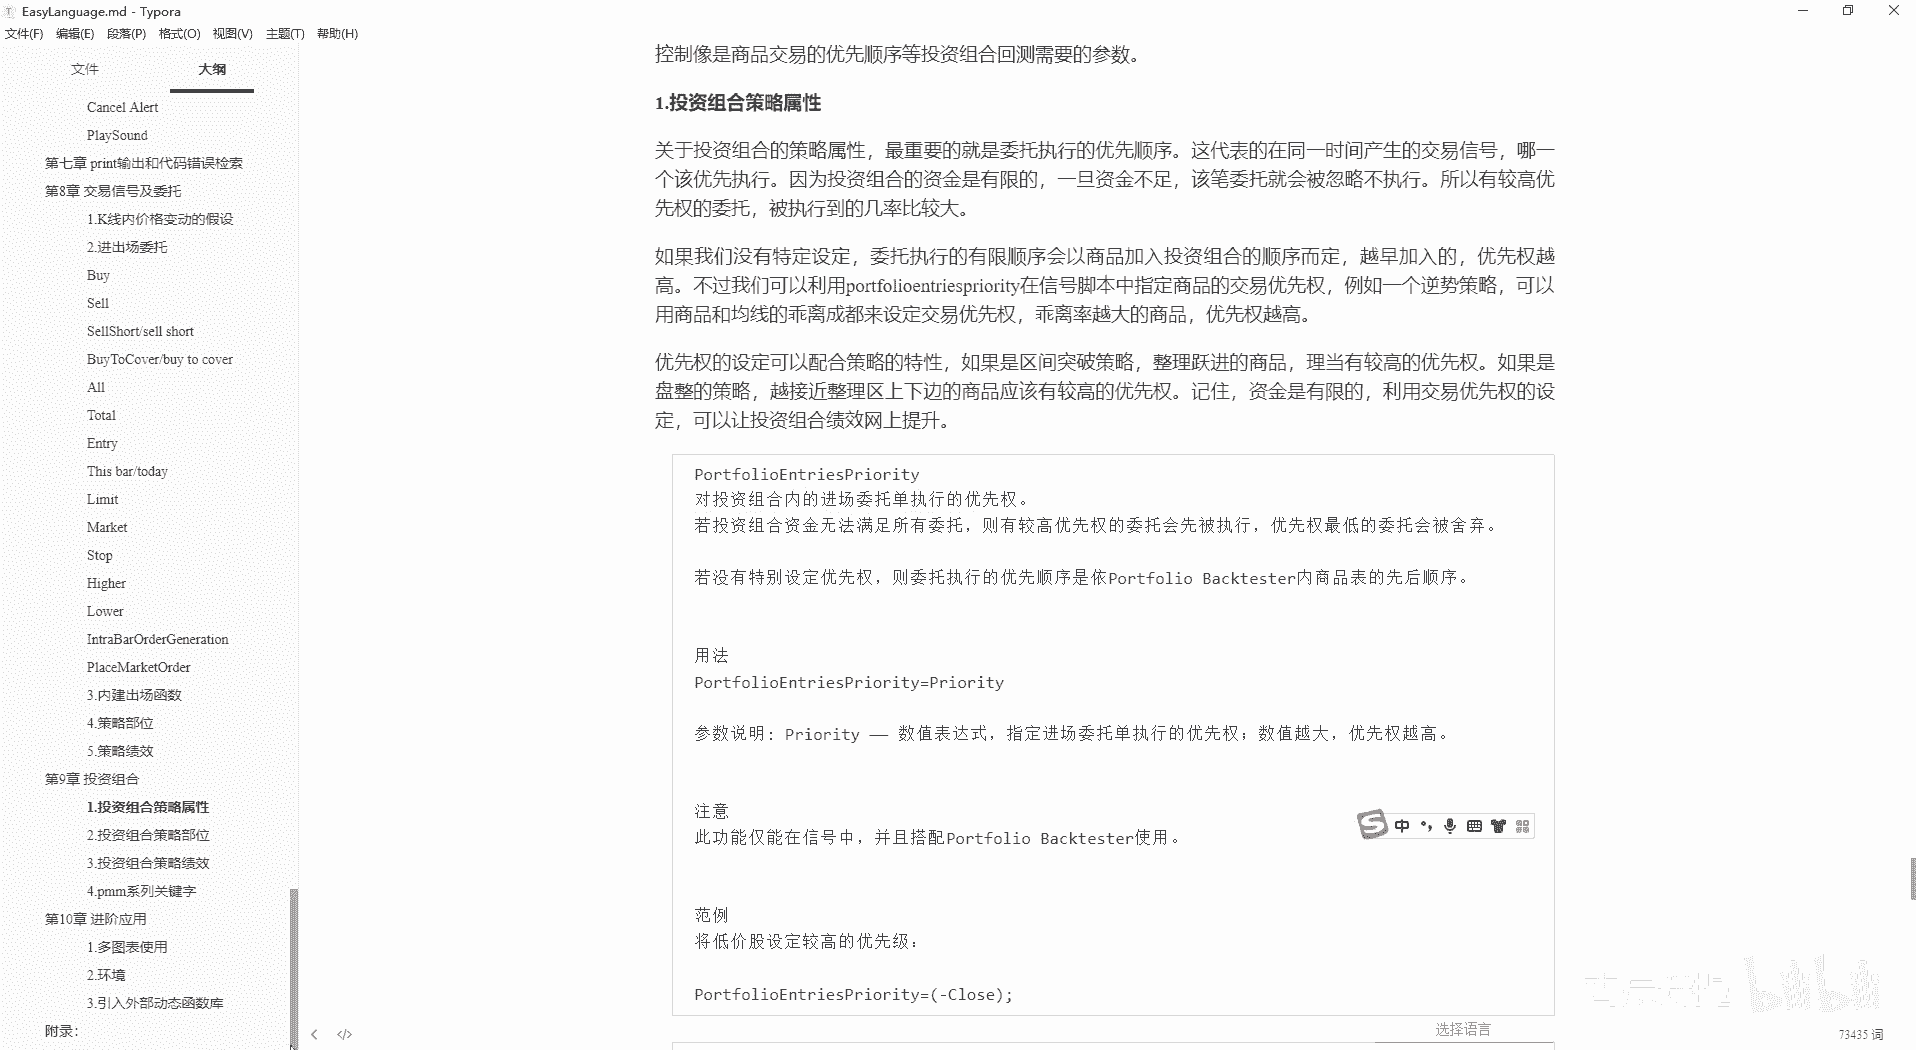 EasyLanguage.md - Typora
文件(F) 编辑(E) 段落(P) 格式(O) 视图(V) 主题(T) 帮助(H)
文件 大纲
Cancel Alert
PlaySound
第七章 print输出和代码错误检索
第8章 交易信号及委托
1.K线内价格变动的假设
2.进出场委托
Buy
Sell
SellShort/sell short
BuyToCover/buy to cover
All
Total
Entry
This bar/today
Limit
Market
Stop
Higher
Lower
IntraBarOrderGeneration
PlaceMarketOrder
3.内建出场函数
4.策略部位
5.策略绩效
第9章 投资组合
1.投资组合策略属性
2.投资组合策略部位
3.投资组合策略绩效
4.pmm系列关键字
第10章 进阶应用
1.多图表使用
2.环境
3.引入外部动态函数库
附录：
控制像是商品交易的优先顺序等投资组合回测需要的参数。
1.投资组合策略属性
关于投资组合的策略属性，最重要的就是委托执行的优先顺序。这代表的在同一时间产生的交易信号，哪一
个该优先执行。因为投资组合的资金是有限的，一旦资金不足，该笔委托就会被忽略不执行。所以有较高优
先权的委托，被执行到的几率比较大。
如果我们没有特定设定，委托执行的有限顺序会以商品加入投资组合的顺序而定，越早加入的，优先权越
高。不过我们可以利用portfolioentriespriority在信号脚本中指定商品的交易优先权，例如一个逆势策略，可以
用商品和均线的乖离成都来设定交易优先权，乖离率越大的商品，优先权越高。
优先权的设定可以配合策略的特性，如果是区间突破策略，整理跃进的商品，理当有较高的优先权。如果是
盘整的策略，越接近整理区上下边的商品应该有较高的优先权。记住，资金是有限的，利用交易优先权的设
定，可以让投资组合绩效网上提升。
PortfolioEntriesPriority
对投资组合内的进场委托单执行的优先权。
若投资组合资金无法满足所有委托，则有较高优先权的委托会先被执行，优先权最低的委托会被舍弃。
若没有特别设定优先权，则委托执行的优先顺序是依Portfolio Backtester内商品表的先后顺序。
用法
PortfolioEntriesPriority=Priority
参数说明：Priority —— 数值表达式，指定进场委托单执行的优先权；数值越大，优先权越高。
注意
此功能仅能在信号中，并且搭配Portfolio Backtester使用。
中
范例
将低价股设定较高的优先级：
PortfolioEntriesPriority=(-Close);
选择语言
73435 词